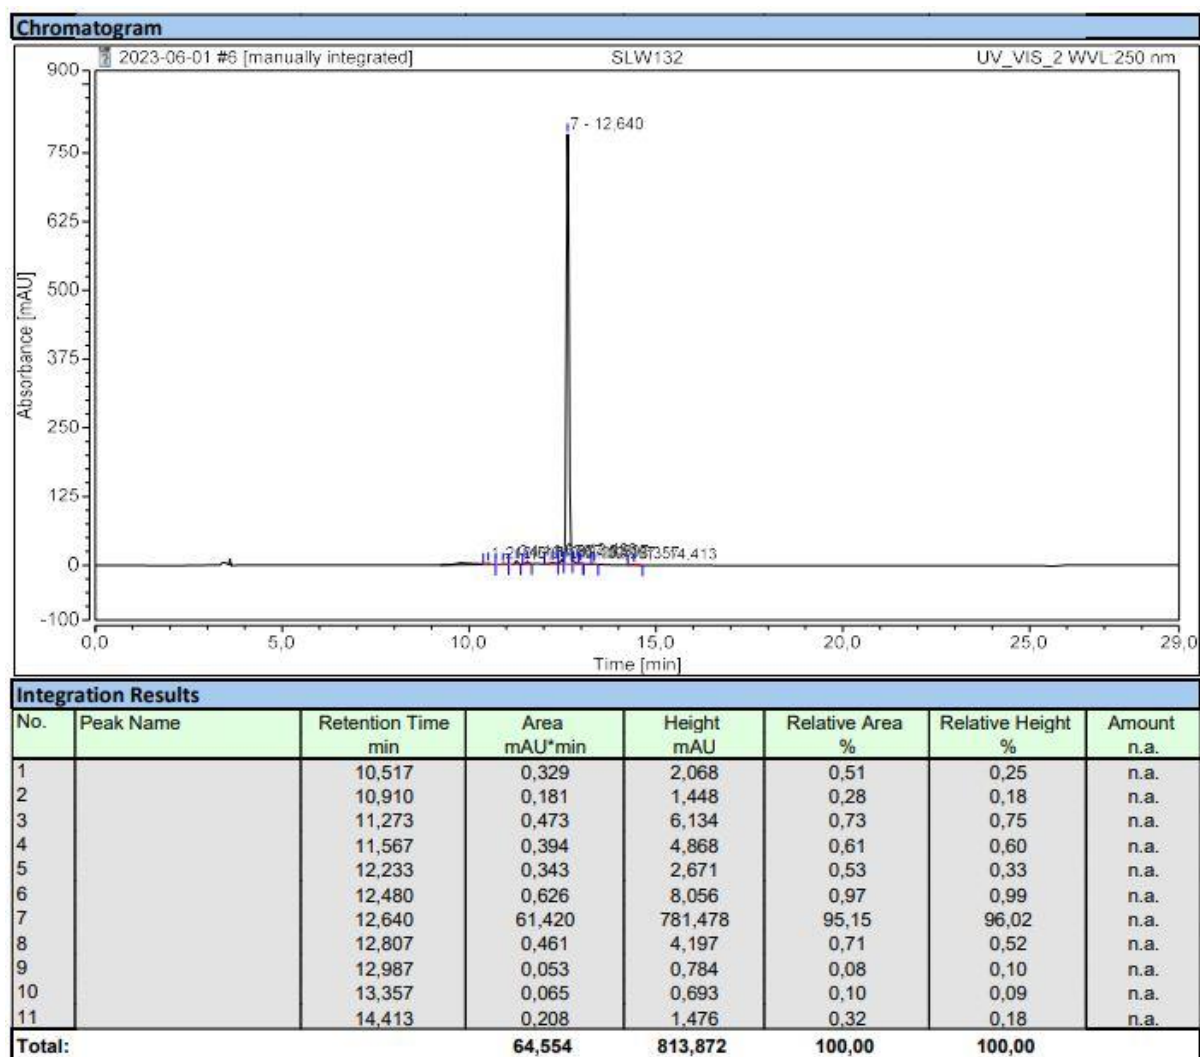 Chromatogram
2023-06-01 #6 [manually integrated] SLW132 UV_VIS_2 WVL:250 nm
900
7 - 12,640
750
625
500
375
250
125
14,413
0
-100
Absorbance [mAU]
0,0 5,0 10,0 15,0 20,0 25,0 29,0
Time [min]
Integration Results
No. Peak Name Retention Time Area Height Relative Area Relative Height Amount
min mAU*min mAU % % n.a.
1 10,517 0,329 2,068 0,51 0,25 n.a.
2 10,910 0,181 1,448 0,28 0,18 n.a.
3 11,273 0,473 6,134 0,73 0,75 n.a.
4 11,567 0,394 4,868 0,61 0,60 n.a.
5 12,233 0,343 2,671 0,53 0,33 n.a.
6 12,480 0,626 8,056 0,97 0,99 n.a.
7 12,640 61,420 781,478 95,15 96,02 n.a.
8 12,807 0,461 4,197 0,71 0,52 n.a.
9 12,987 0,053 0,784 0,08 0,10 n.a.
10 13,357 0,065 0,693 0,10 0,09 n.a.
11 14,413 0,208 1,476 0,32 0,18 n.a.
Total: 64,554 813,872 100,00 100,00